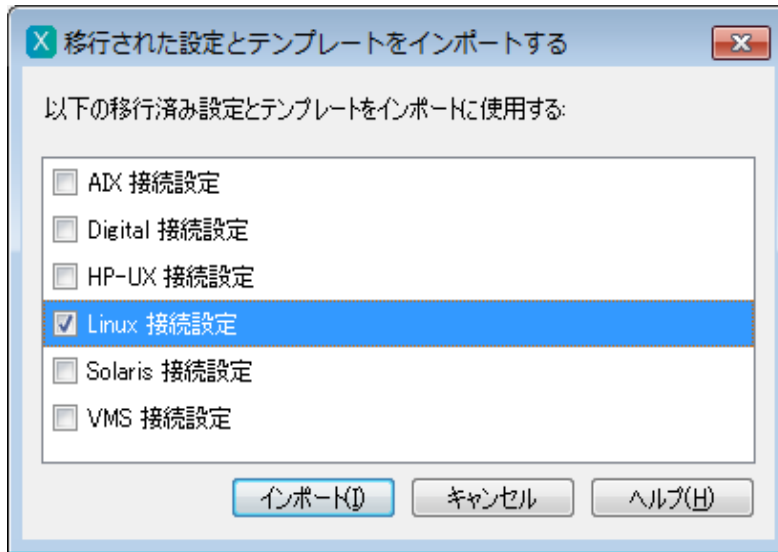 X 移行された設定とテンプレートをインポートする
以下の移行済み設定とテンプレートをインポートに使用する:
AIX 接続設定
Digital 接続設定
HP-UX 接続設定
Linux 接続設定
Solaris 接続設定
VMS 接続設定
インポート(I) キャンセル ヘルプ(H)